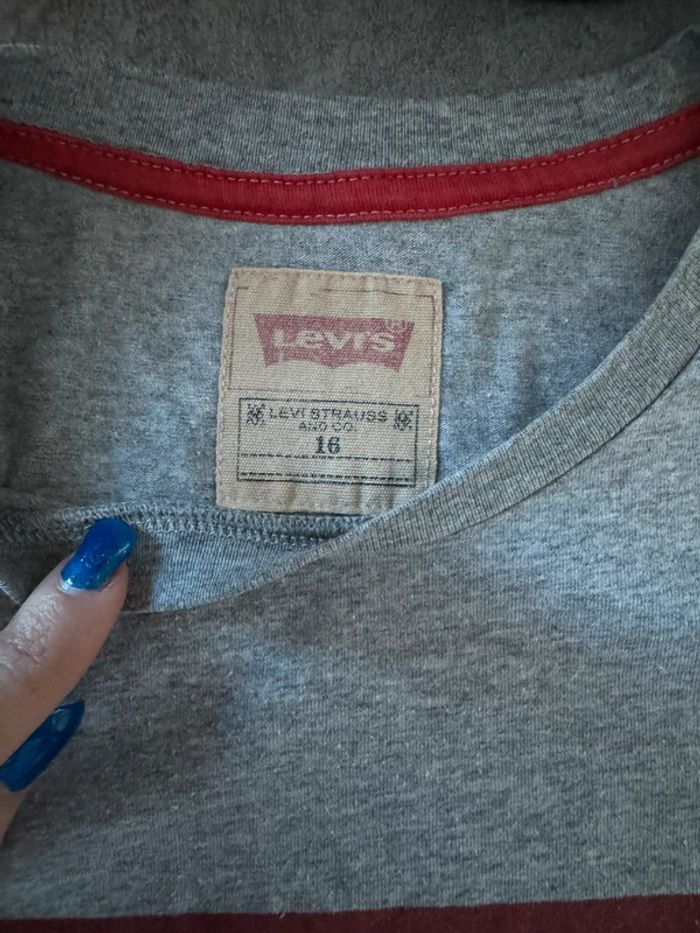 Levi's
LEVI STRAUSS
AND CO.
16